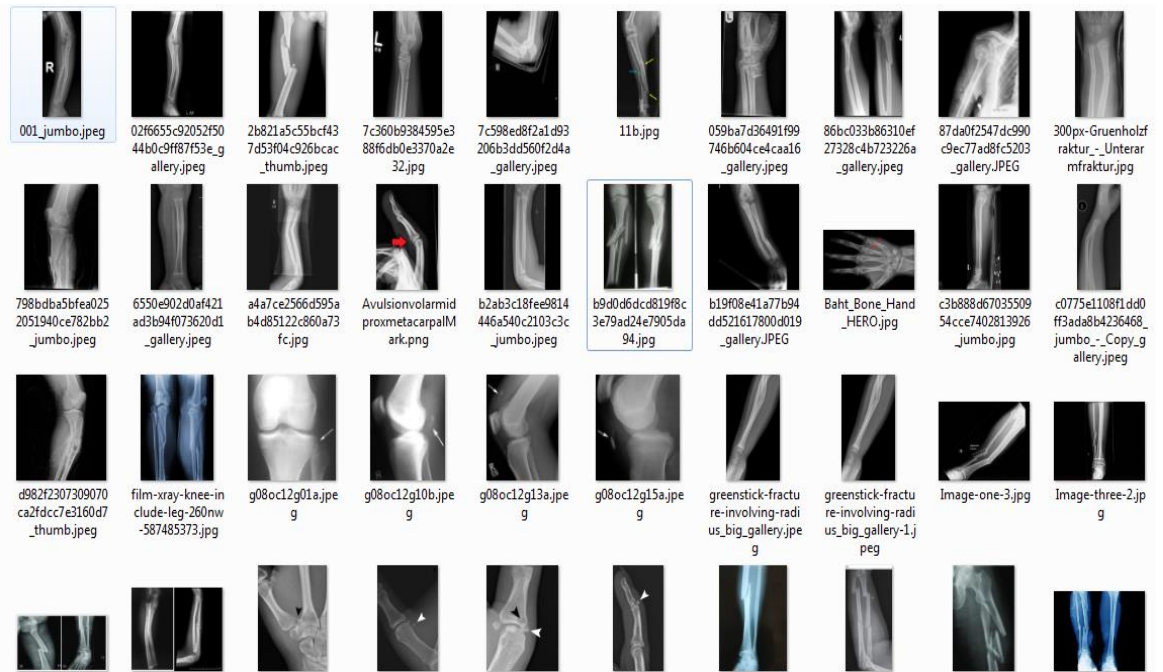 R
L
L
001_jumbo.jpeg
02f6655c92052f50
44b0c9ff87f53e_g
allery.jpeg
2b821a5c55bcf43
7d53f04c926bcac
_thumb.jpeg
7c360b9384595e3
88f6db0e3370a2e
32.jpg
7c598ed8f2a1d93
206b3dd560f2d4a
_gallery.jpeg
11b.jpg
059ba7d36491f99
746b604ce4caa16
_gallery.jpeg
86bc033b86310ef
27328c4b723226a
_gallery.jpeg
87da0f2547dc990
c9ec77ad8fc5203
_gallery.JPEG
300px-Gruenholzf
raktur_-_Unterar
mfraktur.jpg
798bdba5bfea025
2051940ce782bb2
_jumbo.jpeg
6550e902d0af421
ad3b94f073620d1
_gallery.jpeg
a4a7ce2566d595a
b4d85122c860a73
fc.jpg
Avulsionvolarmid
proxmetacarpalM
ark.png
b2ab3c18fee9814
446a540c2103c3c
_jumbo.jpeg
b9d0d6dcd819f8c
3e79ad24e7905da
94.jpg
b19f08e41a77b94
dd521617800d019
_gallery.JPEG
Baht_Bone_Hand
_HERO.jpg
c3b888d67035509
54cce7402813926
_jumbo.jpg
c0775e1108f1dd0
ff3ada8b4236468_
jumbo_-_Copy_g
allery.jpeg
d982f2307309070
ca2fdcc7e3160d7
_thumb.jpeg
film-xray-knee-in
clude-leg-260nw
-587485373.jpg
g08oc12g01a.jpe
g
g08oc12g10b.jpe
g
g08oc12g13a.jpe
g
g08oc12g15a.jpe
g
greenstick-fractu
re-involving-radi
us_big_gallery.jpe
g
greenstick-fractu
re-involving-radi
us_big_gallery-1.j
peg
Image-one-3.jpg
Image-three-2.jp
g